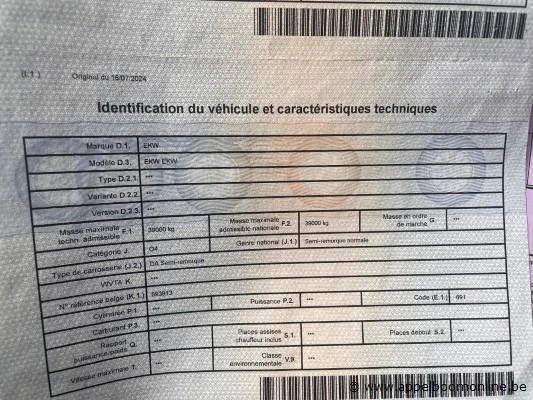 (I.1.) Original du 16/07/2024
Identification du véhicule et caractéristiques techniques
Marque D.1. EKW
Modèle D.3. EKW EKW
Type D.2.1. ---
Variante D.2.2. ---
Version D.2.3. ---
Masse maximale techn. admissible F.1. 39000 kg Masse maximale admissible nationale F.2. 39000 kg Masse en ordre de marche G. ---
Catégorie J. O4 Genre national (J.1.) Semi-remorque normale
Type de carrosserie (J.2.) DA Semi-remorque
WVTA K. ---
N° référence belge (K.1.)
Cylindrée P.1. --- Puissance P.2. --- Code (E.1.) 691
Carburant P.3. ---
Rapport puissance/poids Q. --- Places assises chauffeur inclus S.1. --- Places debout S.2. ---
Vitesse maximale T. --- Classe environnementale V.9. ---
© www.appelboomonline.be